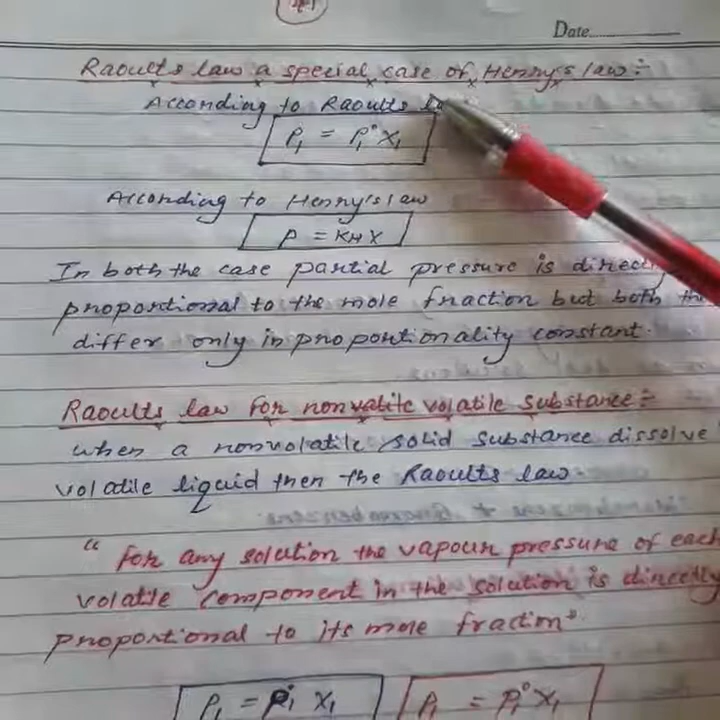 Date
Raoults law a special case of Henny's law:-
According to Raoults
P₁ = P₁° X₁
According to Henny's law
P = KH X
In both the case partial pressure is directly
proportional to the mole fraction but both
differ only in proportionality constant.
Raoults law for nonvalite volatile substance:-
when a nonvolatile solid substance dissolve
volatile liquid then the Raoults law
"for any solution the vapour pressure of each
volatile component in the solution is directly
proportional to its mole fraction"
P₁ = P₁° X₁ P₁ = P₁° X₁